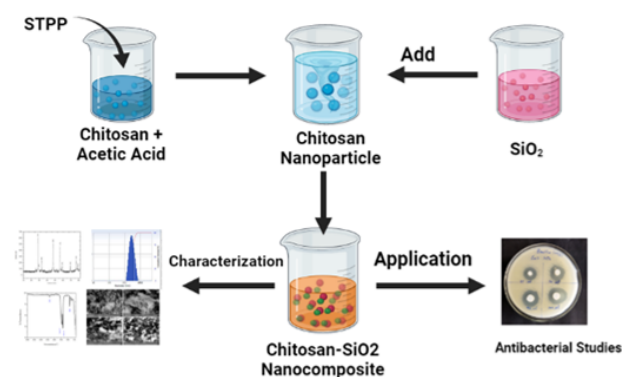 STPP
Add
Chitosan +
Acetic Acid
Chitosan
Nanoparticle
SiO₂
Characterization
Application
Chitosan-SiO2
Nanocomposite
Antibacterial Studies